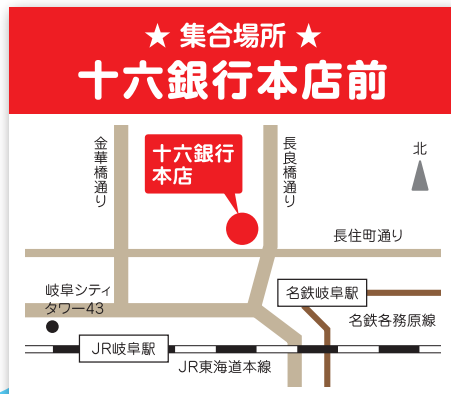 ★ 集合場所 ★
十六銀行本店前
金華橋通り
十六銀行
本店
長良橋通り
北
長住町通り
岐阜シティ
タワー43
名鉄岐阜駅
名鉄各務原線
JR岐阜駅
JR東海道本線